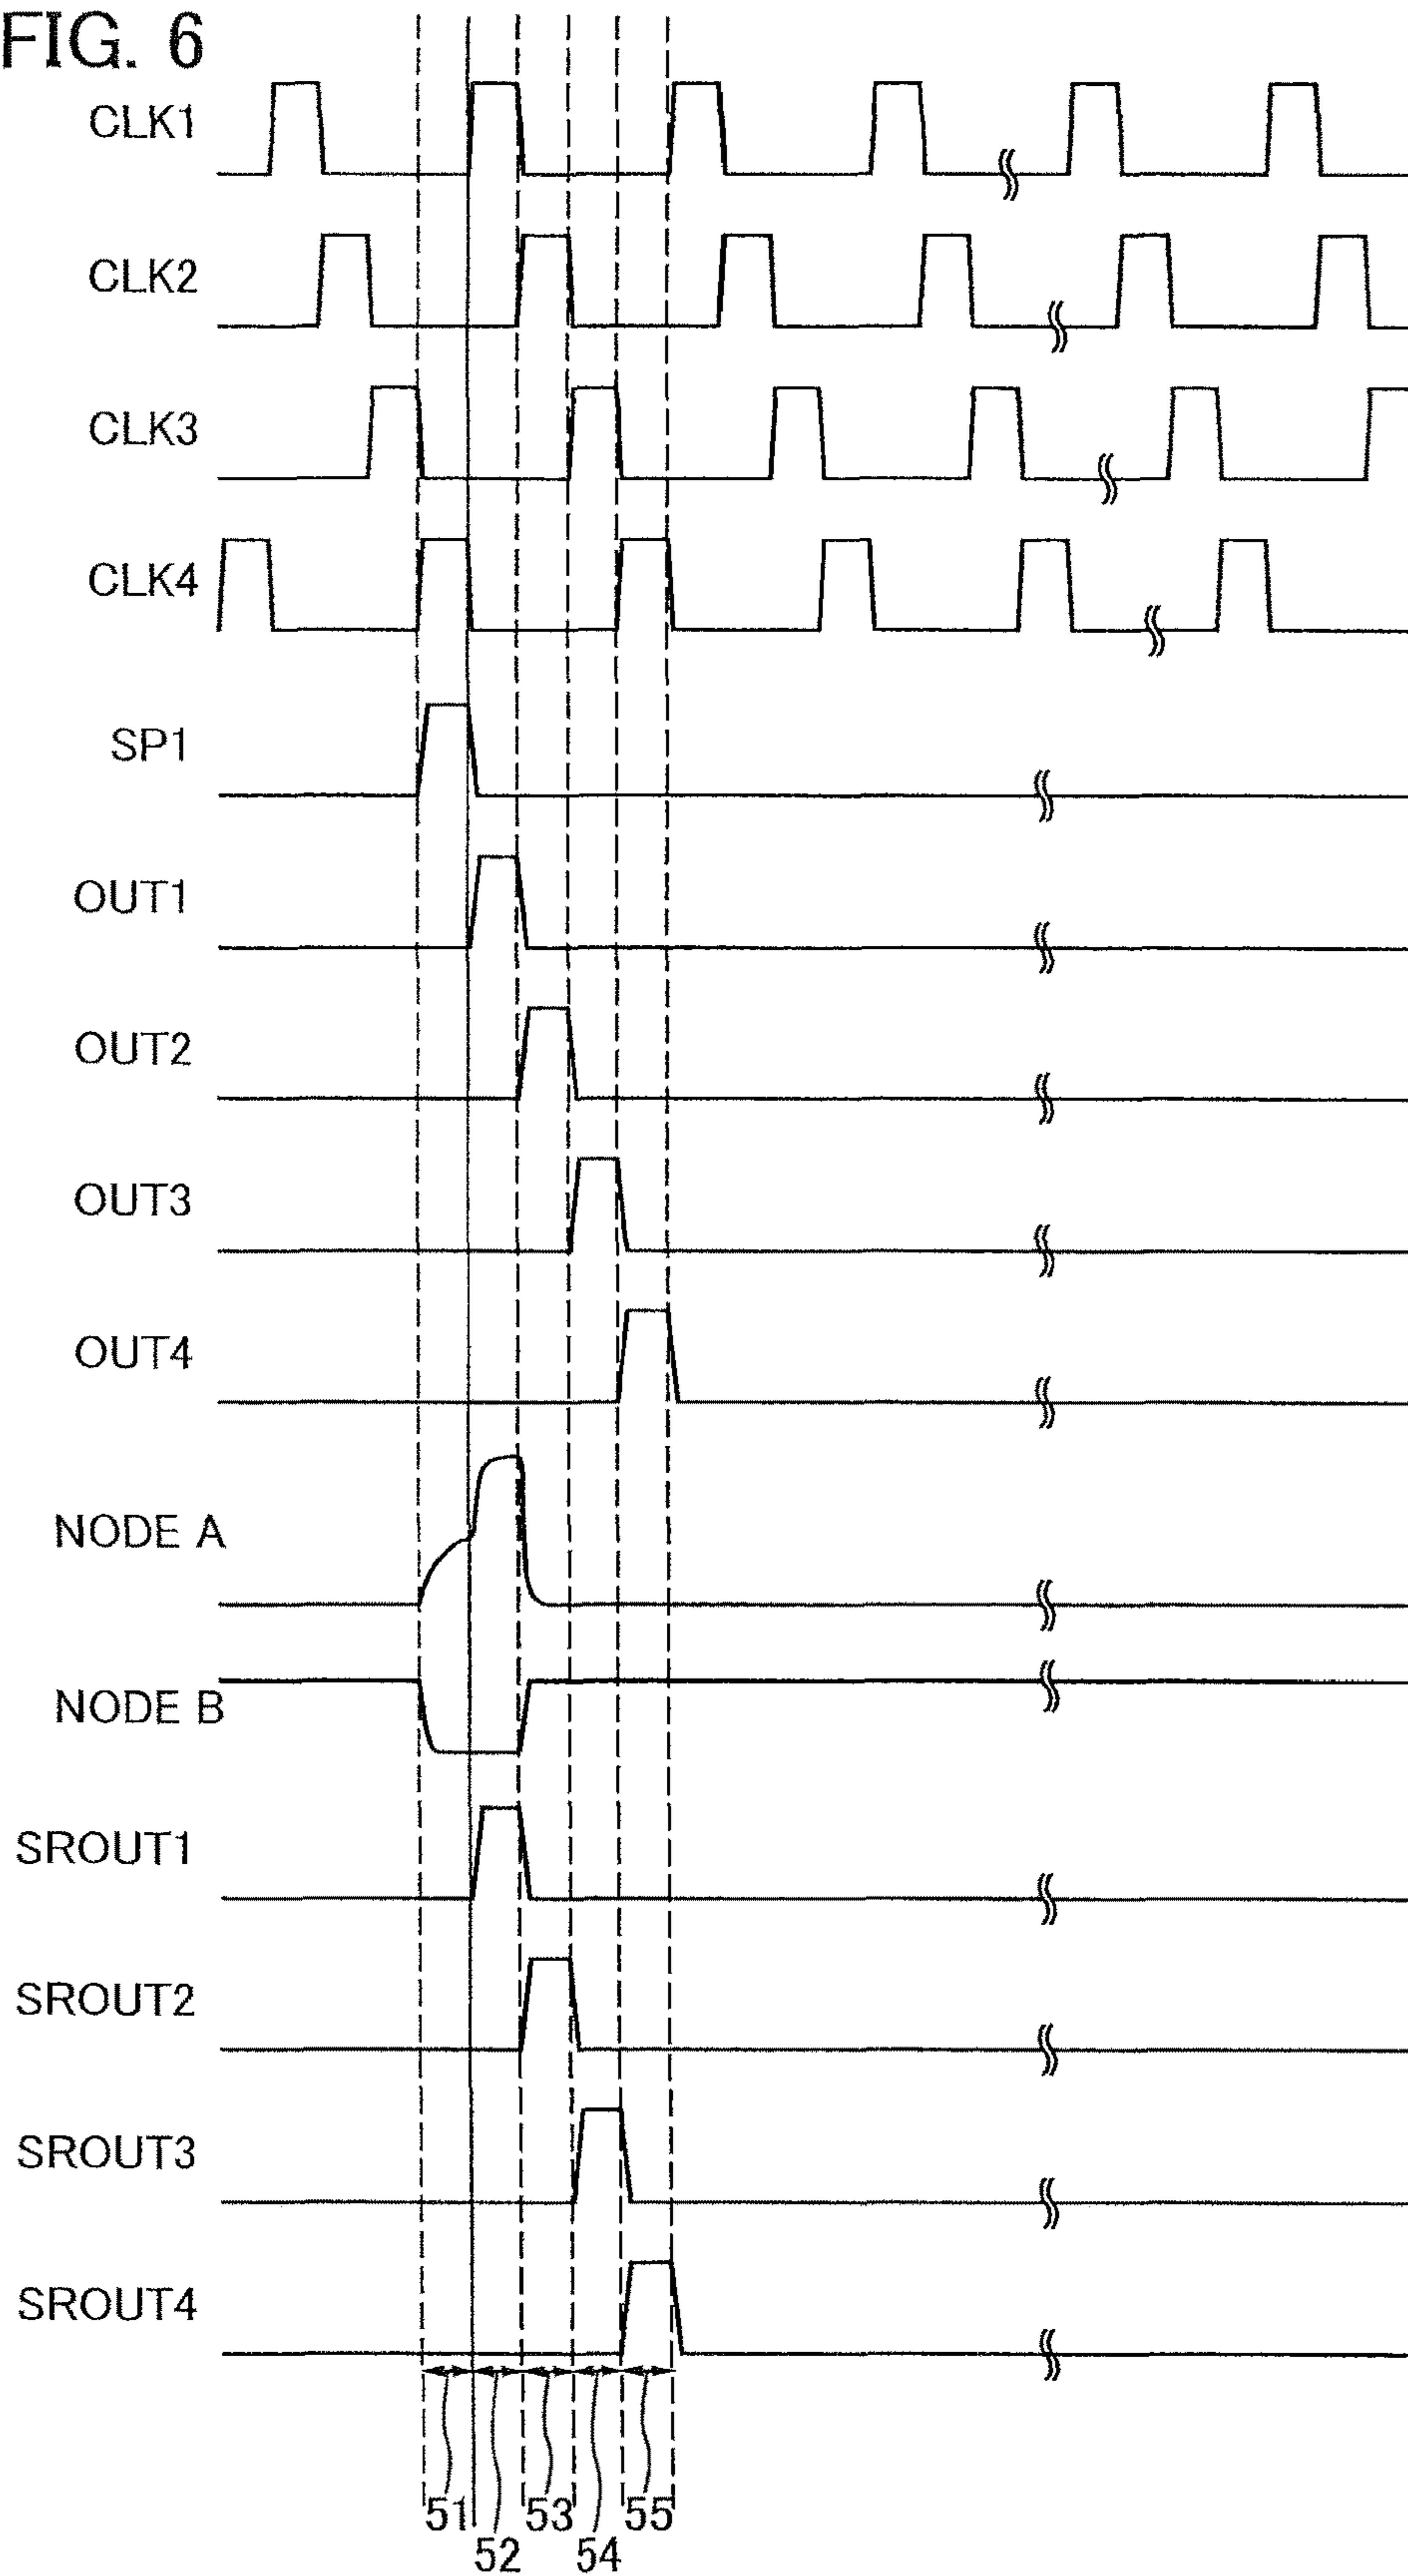 FIG. 6
CLK1
CLK2
CLK3
CLK4
SP1
OUT1
OUT2
OUT3
OUT4
NODE A
NODE B
SROUT1
SROUT2
SROUT3
SROUT4
51
52
53
54
55